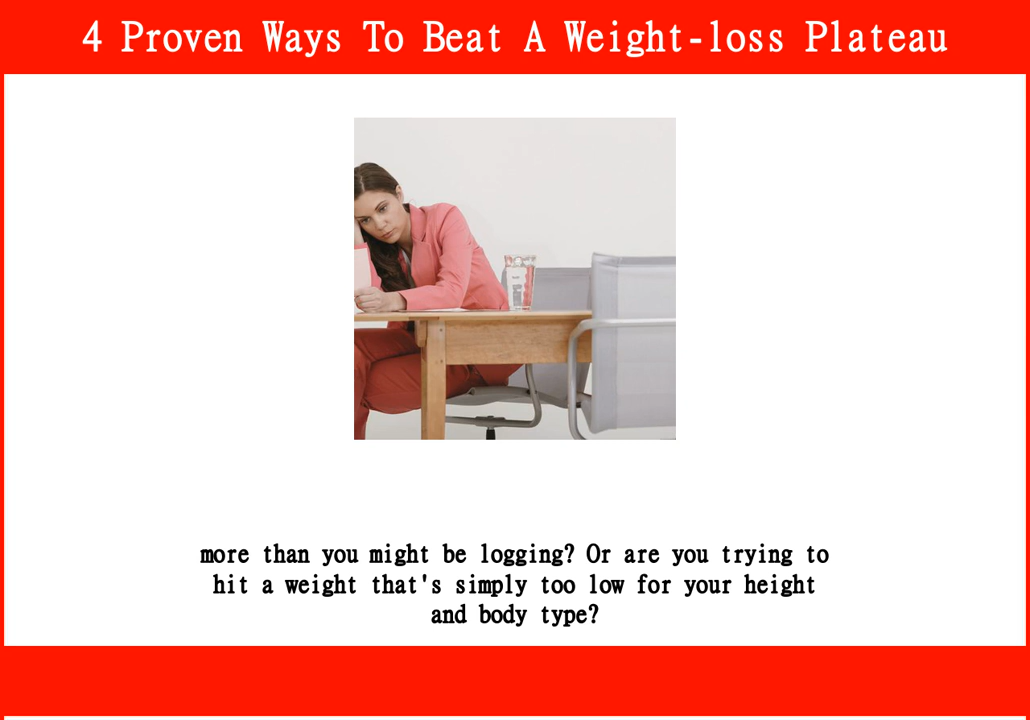 4 Proven Ways To Beat A Weight-loss Plateau
more than you might be logging? Or are you trying to
hit a weight that's simply too low for your height
and body type?